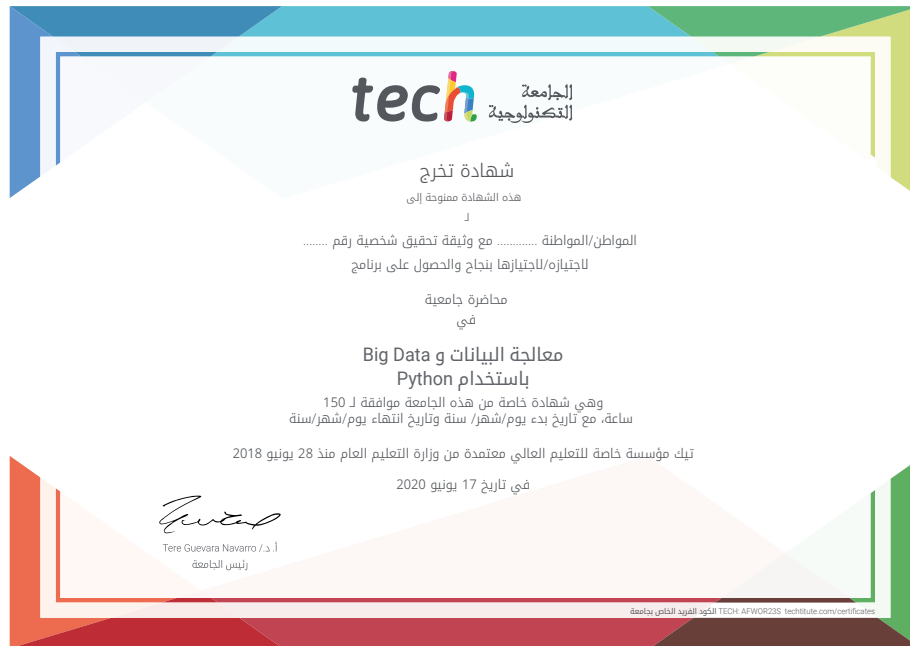 tech الجامعة
التكنولوجية
شهادة تخرج
هذه الشهادة ممنوحة إلى
لـ
المواطن/المواطنة ............ مع وثيقة تحقيق شخصية رقم ........
لاجتيازه/لاجتيازها بنجاح والحصول على برنامج
محاضرة جامعية
في
معالجة البيانات و Big Data
باستخدام Python
وهي شهادة خاصة من هذه الجامعة موافقة لـ 150
ساعة، مع تاريخ بدء يوم/شهر/ سنة وتاريخ انتهاء يوم/شهر/سنة
تيك مؤسسة خاصة للتعليم العالي معتمدة من وزارة التعليم العام منذ 28 يونيو 2018
في تاريخ 17 يونيو 2020
أ. د./ Tere Guevara Navarro
رئيس الجامعة
الكود الفريد الخاص بجامعة TECH: AFWOR23S techtitute.com/certificates